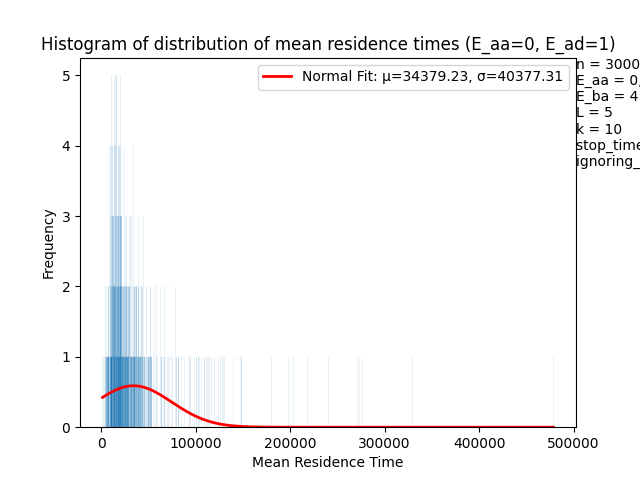 Histogram of distribution of mean residence times (E_aa=0, E_ad=1)
Normal Fit: μ=34379.23, σ=40377.31
n = 3000
E_aa = 0,
E_ba = 4
L = 5
k = 10
stop_time
ignoring_
Frequency
5
4
3
2
1
0
0
100000
200000
300000
400000
500000
Mean Residence Time